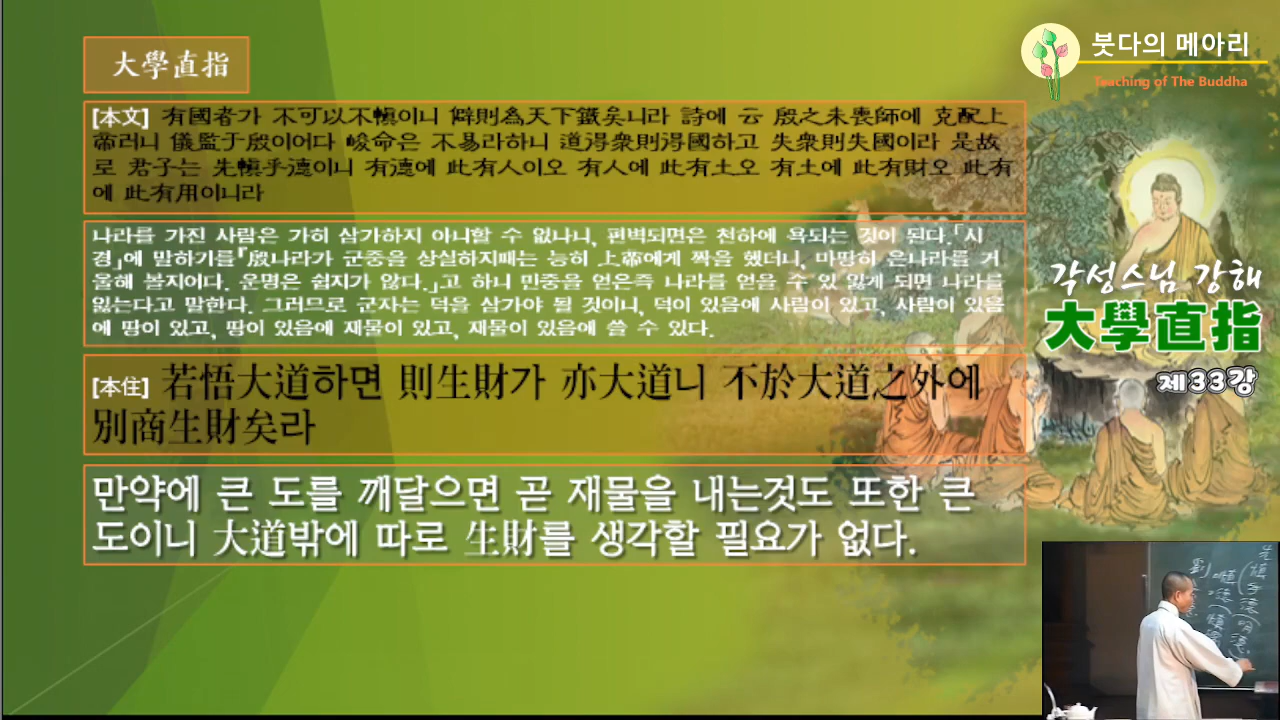 大學直指
붓다의 메아리
Teaching of The Buddha
[本文] 有國者가 不可以不愼이니 僻則為天下鐵矣니라 詩에 云 殷之未喪師에 克配上
帝러니 儀監于殷이어다 峻命은 不易라하니 道得衆則得國하고 失衆則失國이라 是故
로 君子는 先愼乎德이니 有德에 此有人이오 有人에 此有土오 有土에 此有財오 此有
에 此有用이니라
나라를 가진 사람은 가히 삼가하지 아니할 수 없나니, 편벽되면은 천하에 욕되는 것이 된다.「시
경」에 말하기를『殷나라가 군중을 상실하지때는 능히 上帝에게 짝을 했더니, 마땅히 은나라를 거
울해 볼지어다. 운명은 쉽지가 않다.』고 하니 민중을 얻은즉 나라를 얻을 수 있 잃게 되면 나라를
잃는다고 말한다. 그러므로 군자는 덕을 삼가야 될 것이니, 덕이 있음에 사람이 있고, 사람이 있음
에 땅이 있고, 땅이 있음에 재물이 있고, 재물이 있음에 쓸 수 있다.
[本住] 若悟大道하면 則生財가 亦大道니 不於大道之外에
別商生財矣라
만약에 큰 도를 깨달으면 곧 재물을 내는것도 또한 큰
도이니 大道밖에 따로 生財를 생각할 필요가 없다.
각성스님 강해
大學直指
제33강